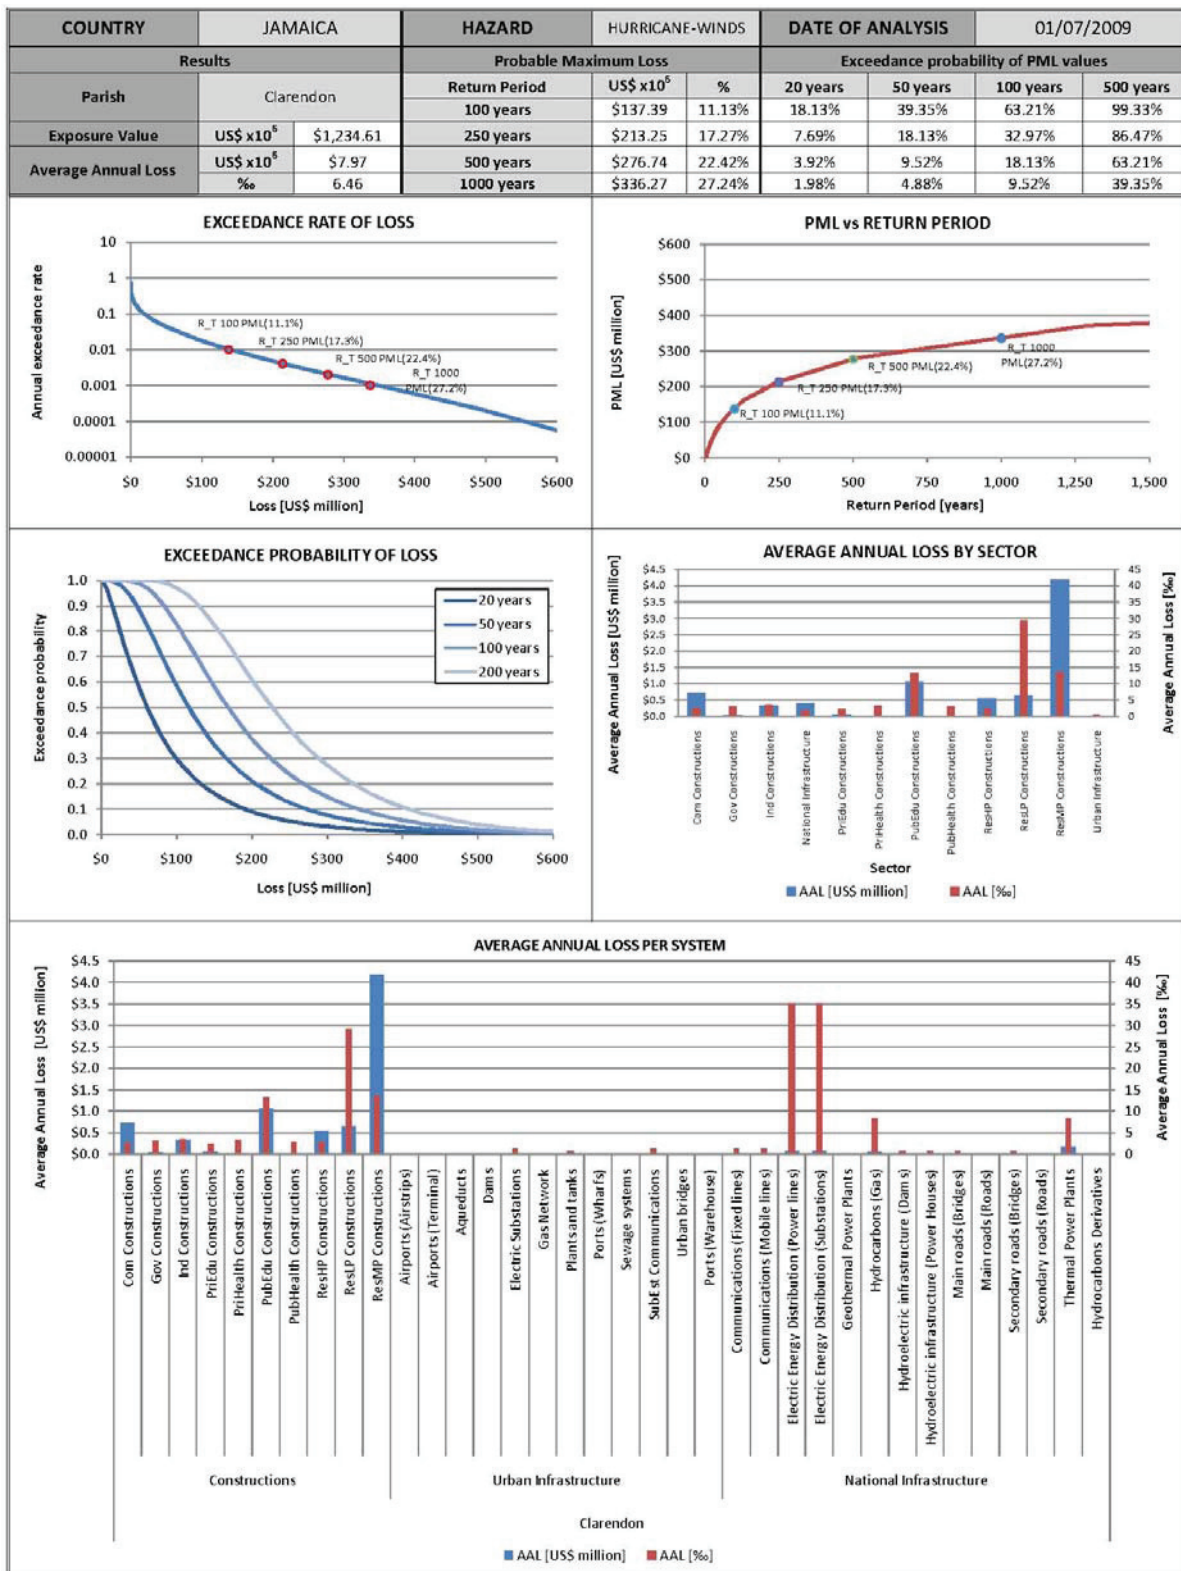 COUNTRY JAMAICA HAZARD HURRICANE-WINDS DATE OF ANALYSIS 01/07/2009
Results Probable Maximum Loss Exceedance probability of PML values
Parish Clarendon Return Period US$ x10⁶ % 20 years 50 years 100 years 500 years
100 years $137.39 11.13% 18.13% 39.35% 63.21% 99.33%
Exposure Value US$ x10⁶ $1,234.61 250 years $213.25 17.27% 7.69% 18.13% 32.97% 86.47%
Average Annual Loss US$ x10⁶ $7.97 500 years $276.74 22.42% 3.92% 9.52% 18.13% 63.21%
‰ 6.46 1000 years $336.27 27.24% 1.98% 4.88% 9.52% 39.35%
EXCEEDANCE RATE OF LOSS
Annual exceedance rate
10
1
0.1
0.01
0.001
0.0001
0.00001
R_T 100 PML(11.1%)
R_T 250 PML(17.3%)
R_T 500 PML(22.4%)
R_T 1000
PML(27.2%)
$0 $100 $200 $300 $400 $500 $600
Loss [US$ million]
PML vs RETURN PERIOD
PML [US$ million]
$600
$500
$400
$300
$200
$100
$0
R_T 1000
PML(27.2%)
R_T 500 PML(22.4%)
R_T 250 PML(17.3%)
R_T 100 PML(11.1%)
0 250 500 750 1,000 1,250 1,500
Return Period [years]
EXCEEDANCE PROBABILITY OF LOSS
Exceedance probability
1.0
0.9
0.8
0.7
0.6
0.5
0.4
0.3
0.2
0.1
0.0
20 years
50 years
100 years
200 years
$0 $100 $200 $300 $400 $500 $600
Loss [US$ million]
AVERAGE ANNUAL LOSS BY SECTOR
Average Annual Loss [US$ million]
$4.5 45
$4.0 40
$3.5 35
$3.0 30
$2.5 25
$2.0 20
$1.5 15
$1.0 10
$0.5 5
$0.0 0
Average Annual Loss [‰]
Com Constructions
Gov Constructions
Ind Constructions
National Infrastructure
PriEdu Constructions
PriHealth Constructions
PubEdu Constructions
PubHealth Constructions
ResHP Constructions
ResLP Constructions
ResMP Constructions
Urban Infrastructure
Sector
AAL [US$ million] AAL [‰]
AVERAGE ANNUAL LOSS PER SYSTEM
Average Annual Loss [US$ million]
$4.5 45
$4.0 40
$3.5 35
$3.0 30
$2.5 25
$2.0 20
$1.5 15
$1.0 10
$0.5 5
$0.0 0
Average Annual Loss [‰]
Com Constructions
Gov Constructions
Ind Constructions
PriEdu Constructions
PriHealth Constructions
PubEdu Constructions
PubHealth Constructions
ResHP Constructions
ResLP Constructions
ResMP Constructions
Airports (Airstrips)
Airports (Terminal)
Aqueducts
Dams
Electric Substations
Gas Network
Plants and tanks
Ports (Wharfs)
Sewage systems
SubEst Communications
Urban bridges
Ports (Warehouse)
Communications (Fixed lines)
Communications (Mobile lines)
Electric Energy Distribution (Power lines)
Electric Energy Distribution (Substations)
Geothermal Power Plants
Hydrocarbons (Gas)
Hydroelectric infrastructure (Dams)
Hydroelectric infrastructure (Power Houses)
Main roads (Bridges)
Main roads (Roads)
Secondary roads (Bridges)
Secondary roads (Roads)
Thermal Power Plants
Hydrocarbons Derivatives
Constructions Urban Infrastructure National Infrastructure
Clarendon
AAL [US$ million] AAL [‰]